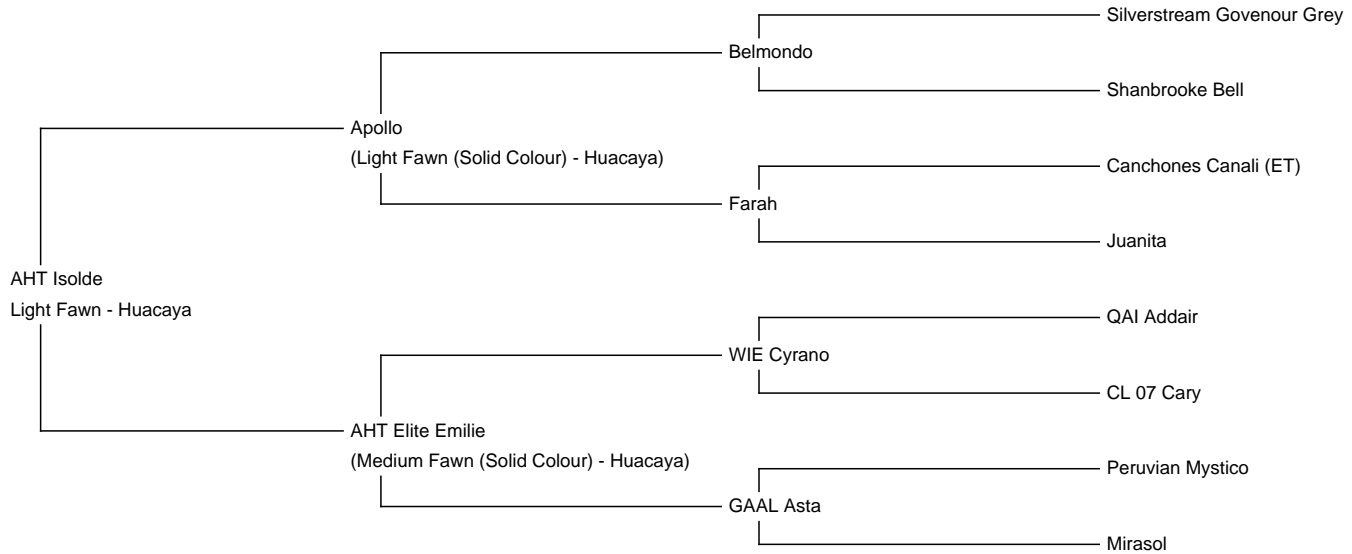 Silverstream Govenour Grey
Belmondo
Shanbrooke Bell
Apollo
(Light Fawn (Solid Colour) - Huacaya)
Canchones Canali (ET)
Farah
Juanita
AHT Isolde
Light Fawn - Huacaya
QAI Addair
WIE Cyrano
CL 07 Cary
AHT Elite Emilie
(Medium Fawn (Solid Colour) - Huacaya)
Peruvian Mystico
GAAL Asta
Mirasol